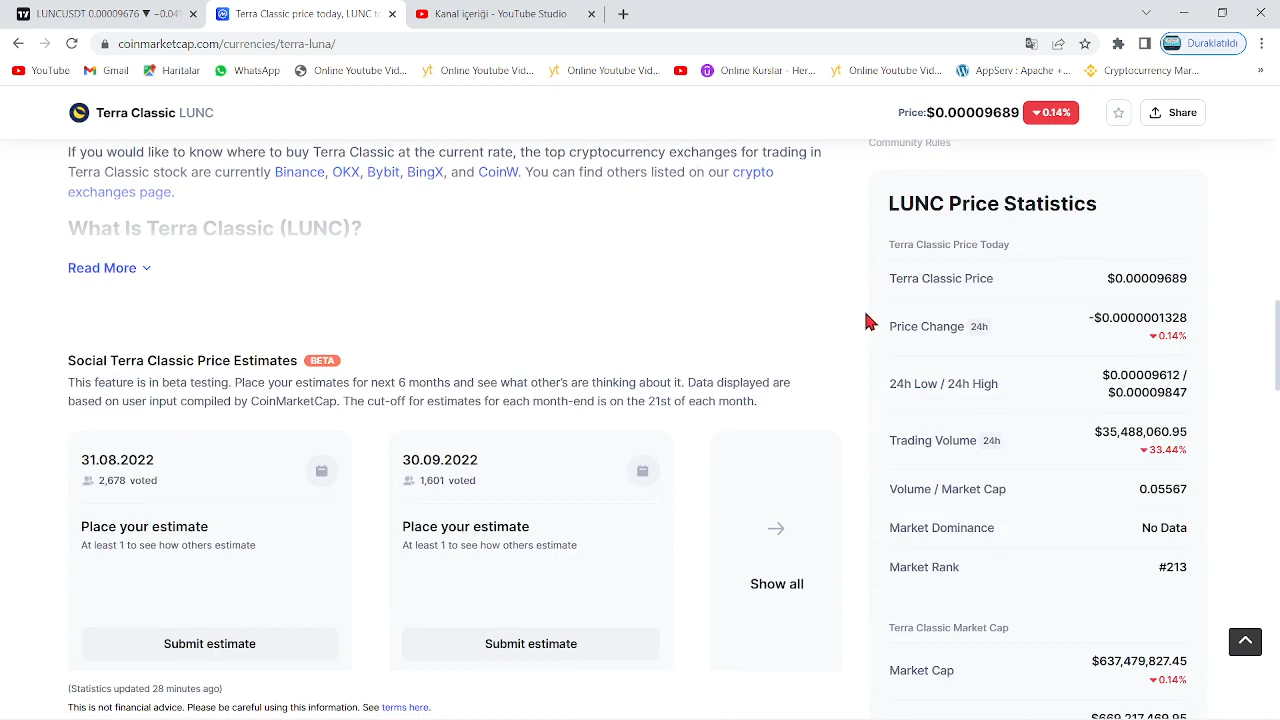 LUNCUSDT 0.00009676 ▼ −0.04
Terra Classic price today, LUNC to
Kanal içeriği - YouTube Studio
coinmarketcap.com/currencies/terra-luna/
Duraklatıldı
YouTube
Gmail
Haritalar
WhatsApp
Online Youtube Vid...
Online Youtube Vid...
Online Youtube Vid...
Online Kurslar - Her...
Online Youtube Vid...
AppServ : Apache +...
Cryptocurrency Mar...
»
Terra Classic LUNC
Price:$0.00009689
0.14%
Share
If you would like to know where to buy Terra Classic at the current rate, the top cryptocurrency exchanges for trading in
Terra Classic stock are currently Binance, OKX, Bybit, BingX, and CoinW. You can find others listed on our crypto
exchanges page.
What Is Terra Classic (LUNC)?
Read More
Social Terra Classic Price Estimates BETA
This feature is in beta testing. Place your estimates for next 6 months and see what other's are thinking about it. Data displayed are
based on user input compiled by CoinMarketCap. The cut-off for estimates for each month-end is on the 21st of each month.
31.08.2022
2,678 voted
Place your estimate
At least 1 to see how others estimate
Submit estimate
30.09.2022
1,601 voted
Place your estimate
At least 1 to see how others estimate
Submit estimate
Show all
(Statistics updated 28 minutes ago)
This is not financial advice. Please be careful using this information. See terms here.
Community Rules
LUNC Price Statistics
Terra Classic Price Today
Terra Classic Price
$0.00009689
Price Change 24h
-$0.0000001328
0.14%
24h Low / 24h High
$0.00009612 /
$0.00009847
Trading Volume 24h
$35,488,060.95
33.44%
Volume / Market Cap
0.05567
Market Dominance
No Data
Market Rank
#213
Terra Classic Market Cap
Market Cap
$637,479,827.45
0.14%
$669,217,469.95